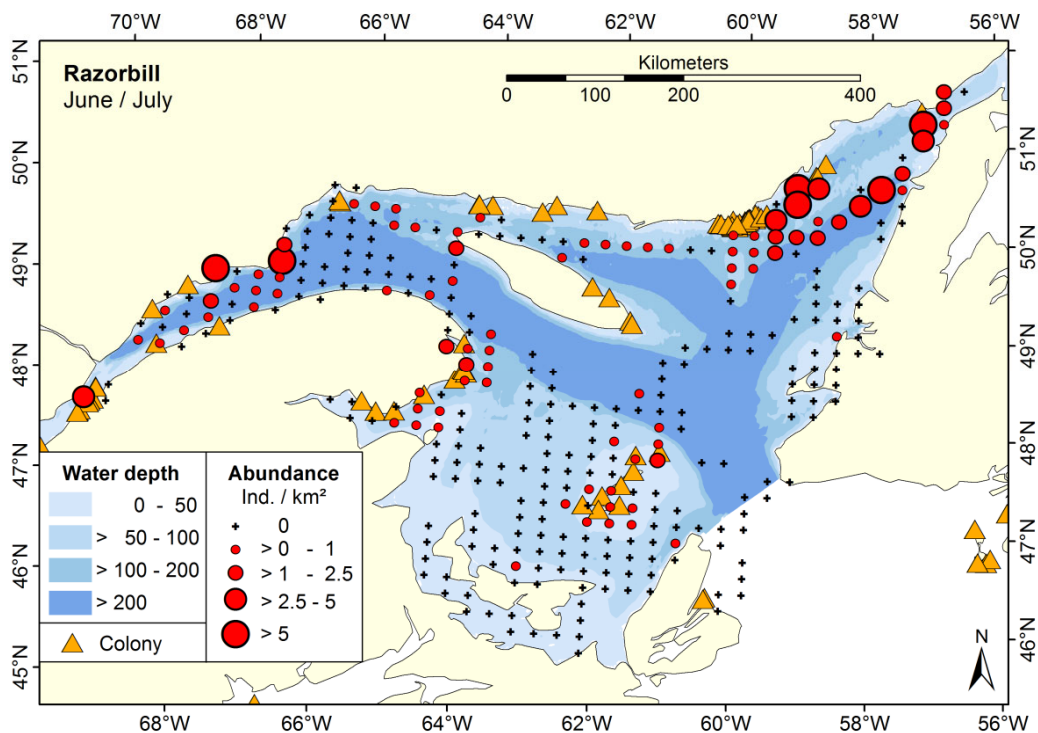 70°W 68°W 66°W 64°W 62°W 60°W 58°W 56°W
Razorbill
June / July
Kilometers
0 100 200 400
51°N
50°N
49°N
48°N
47°N
46°N
45°N
51°N
50°N
49°N
48°N
47°N
46°N
Water depth
0 - 50
> 50 - 100
> 100 - 200
> 200
Colony
Abundance
Ind. / km²
0
> 0 - 1
> 1 - 2.5
> 2.5 - 5
> 5
N
68°W 66°W 64°W 62°W 60°W 58°W 56°W